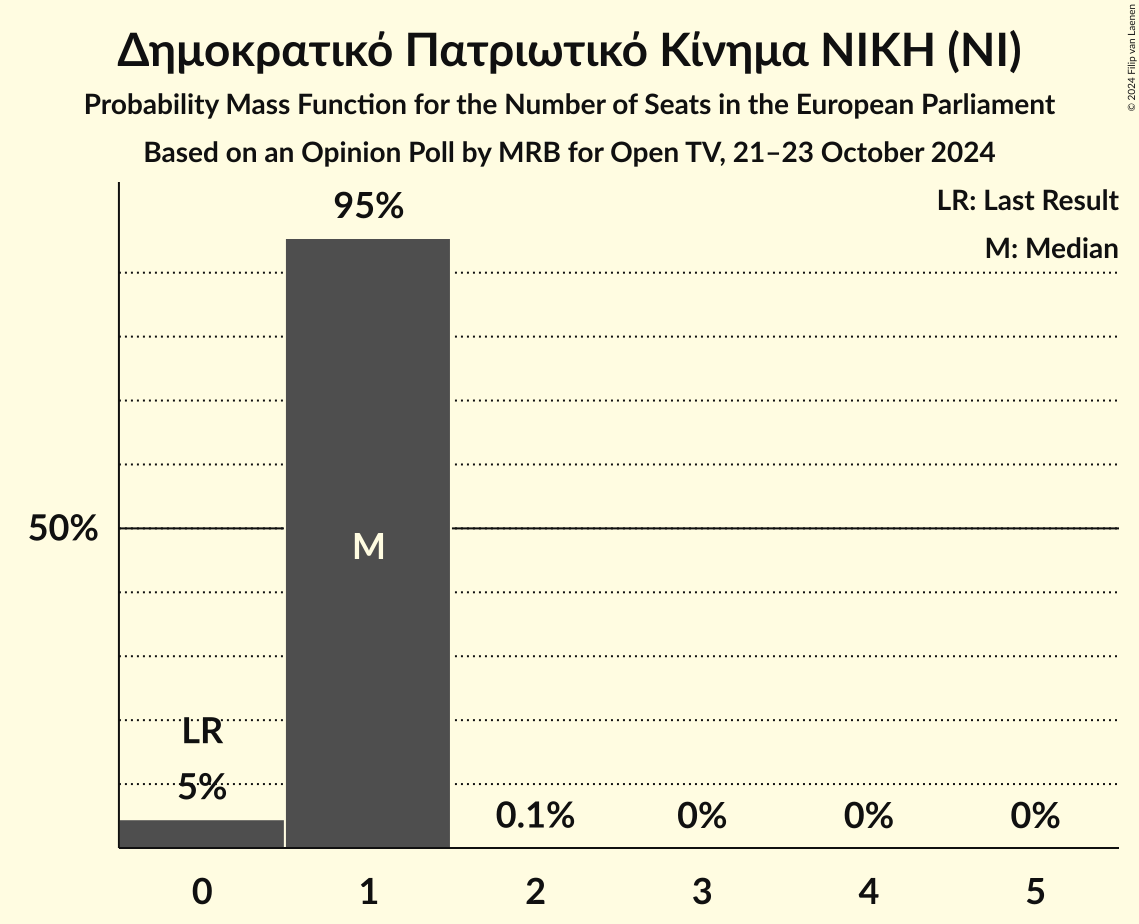 Δημοκρατικό Πατριωτικό Κίνημα ΝΙΚΗ (NI)
Probability Mass Function for the Number of Seats in the European Parliament
Based on an Opinion Poll by MRB for Open TV, 21–23 October 2024
© 2024 Filip van Laenen
LR: Last Result
M: Median
95%
50%
M
LR
5%
0.1%
0%
0%
0%
0 1 2 3 4 5